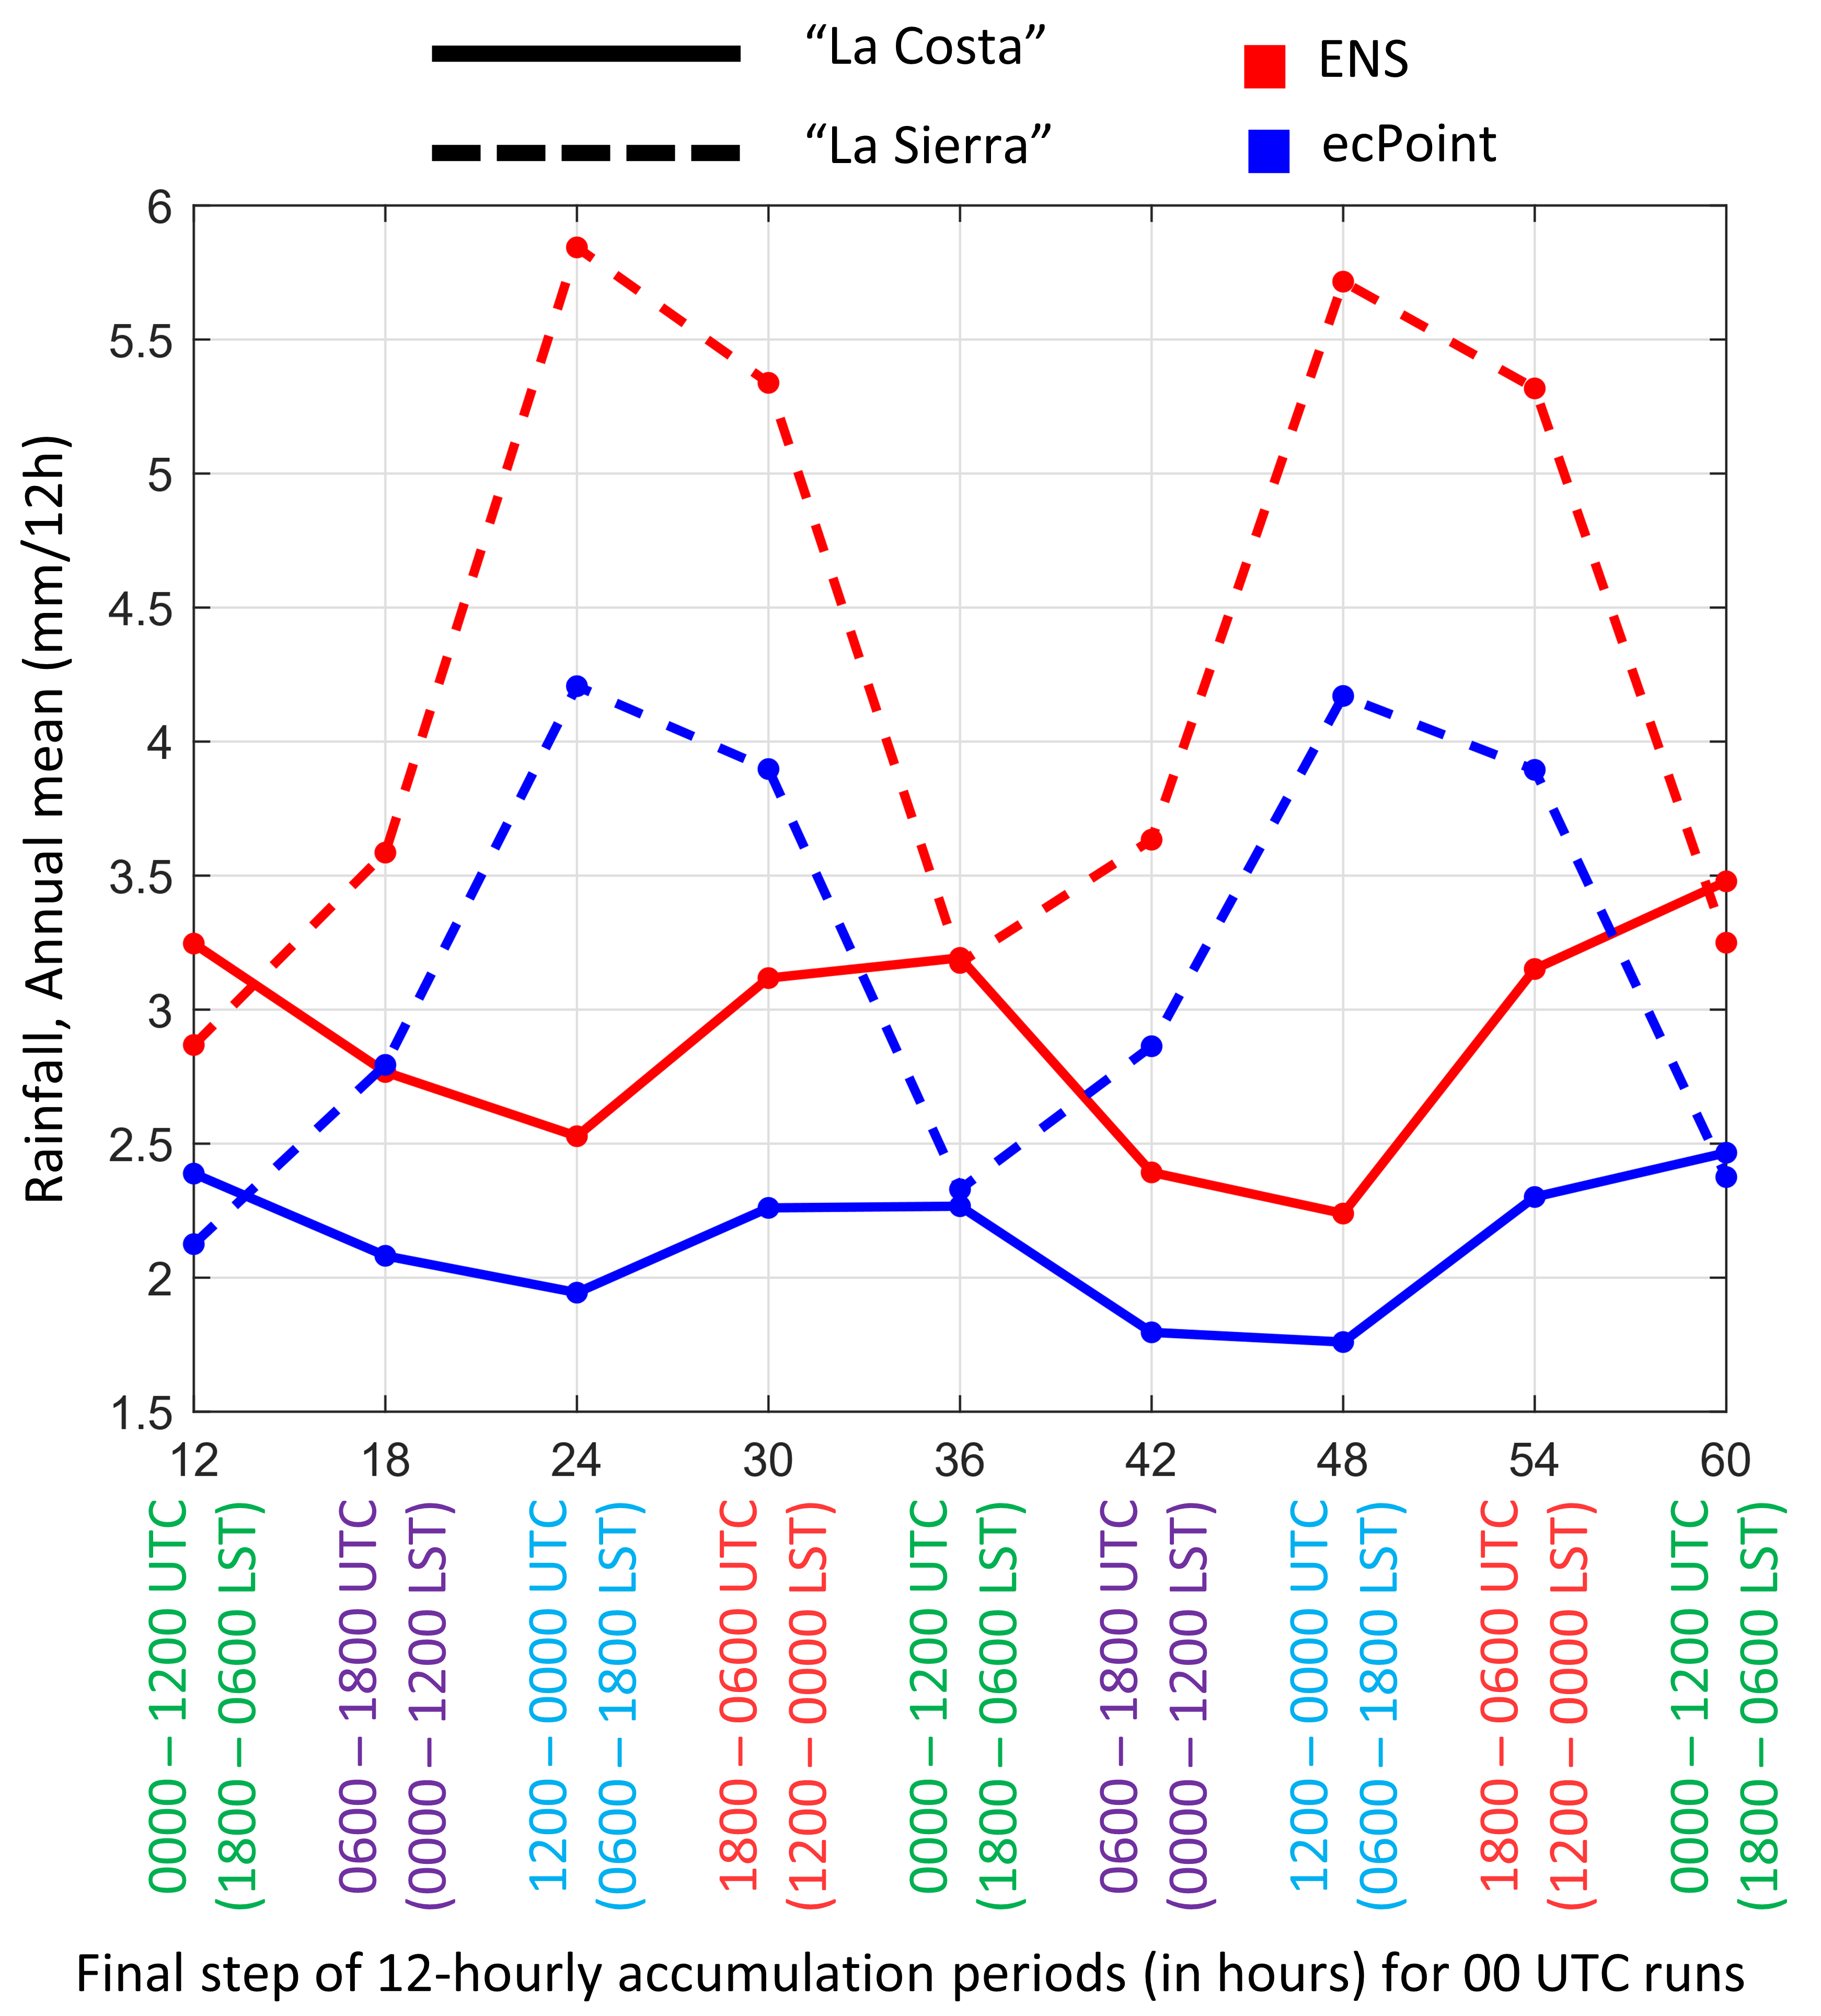 “La Costa” ENS
“La Sierra” ecPoint
Rainfall, Annual mean (mm/12h)
6
5.5
5
4.5
4
3.5
3
2.5
2
1.5
12 18 24 30 36 42 48 54 60
0000 – 1200 UTC
(1800 – 0600 LST)
0600 – 1800 UTC
(0000 – 1200 LST)
1200 – 0000 UTC
(0600 – 1800 LST)
1800 – 0600 UTC
(1200 – 0000 LST)
0000 – 1200 UTC
(1800 – 0600 LST)
0600 – 1800 UTC
(0000 – 1200 LST)
1200 – 0000 UTC
(0600 – 1800 LST)
1800 – 0600 UTC
(1200 – 0000 LST)
0000 – 1200 UTC
(1800 – 0600 LST)
Final step of 12-hourly accumulation periods (in hours) for 00 UTC runs